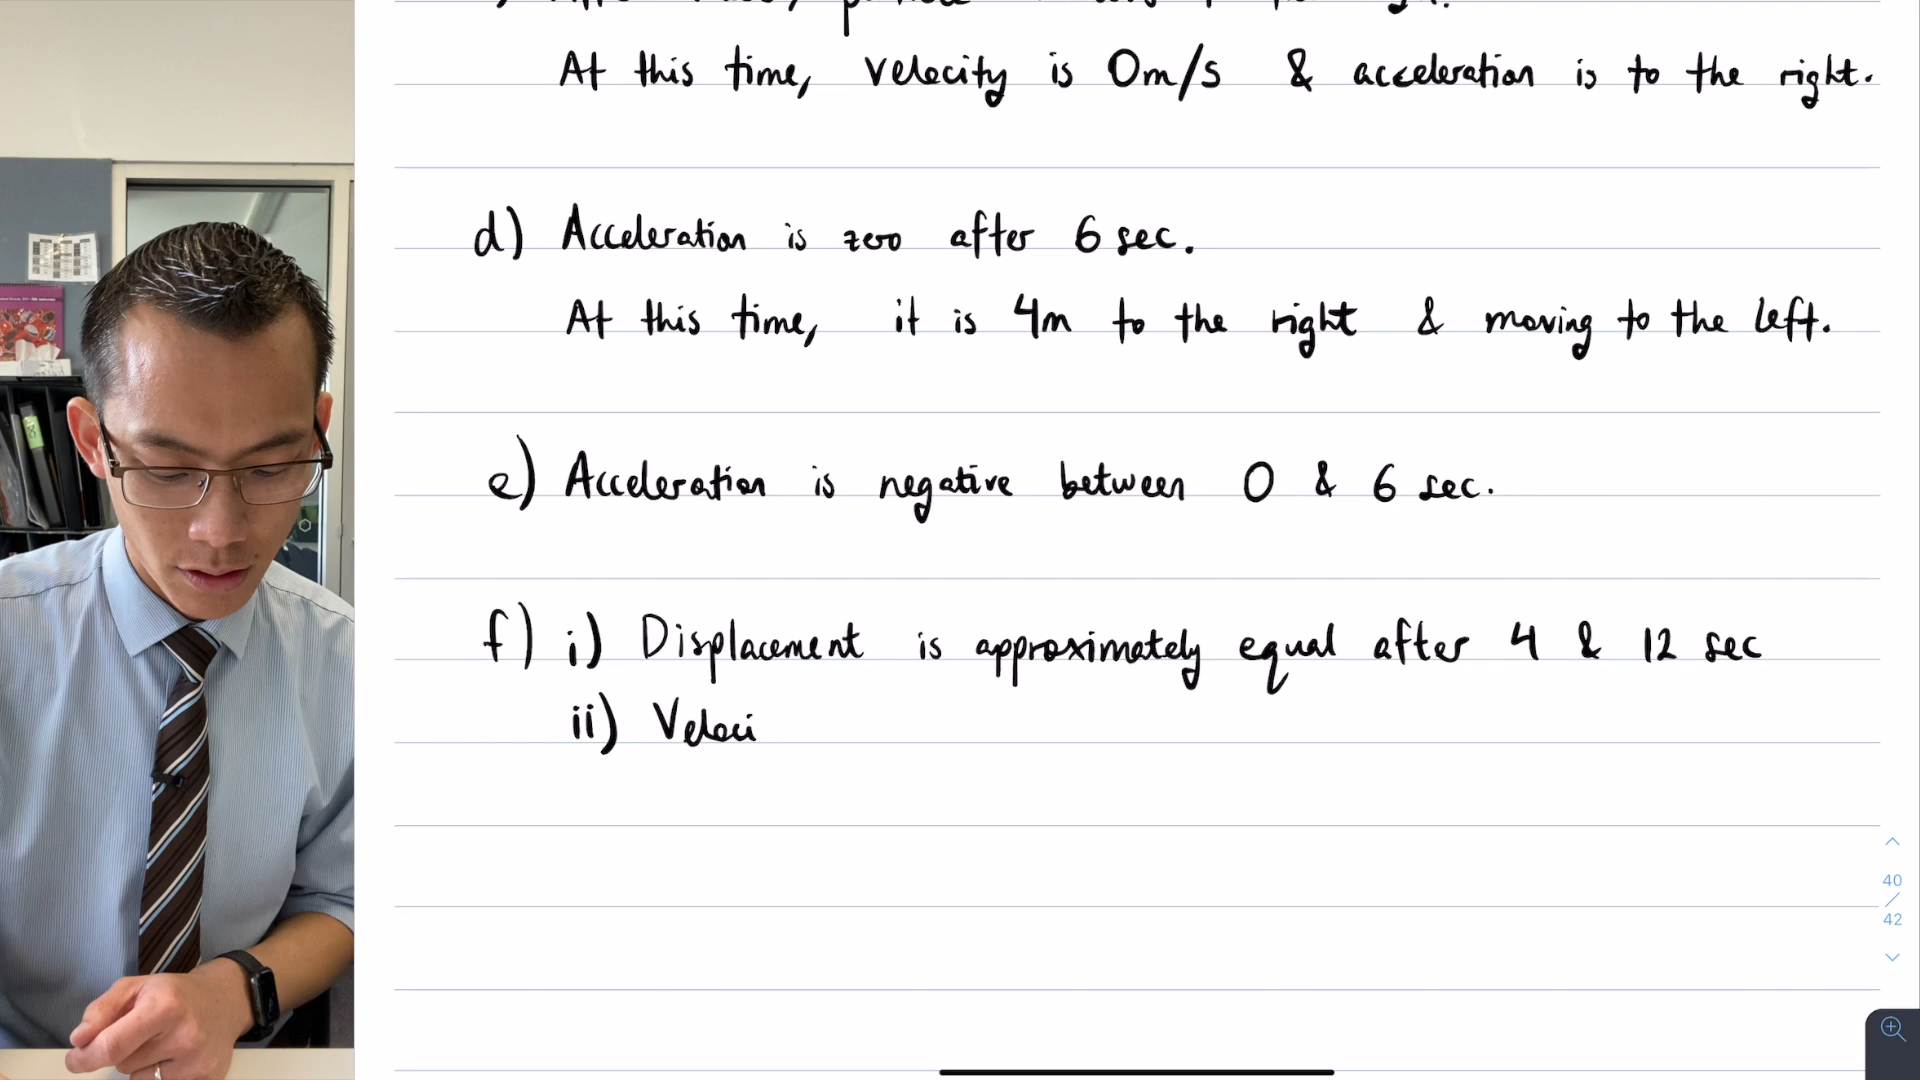 At this time, velocity is 0m/s & acceleration is to the right.
d) Acceleration is zero after 6 sec.
At this time, it is 4m to the right & moving to the left.
e) Acceleration is negative between 0 & 6 sec.
f) i) Displacement is approximately equal after 4 & 12 sec
ii) Veloci
40
/
42